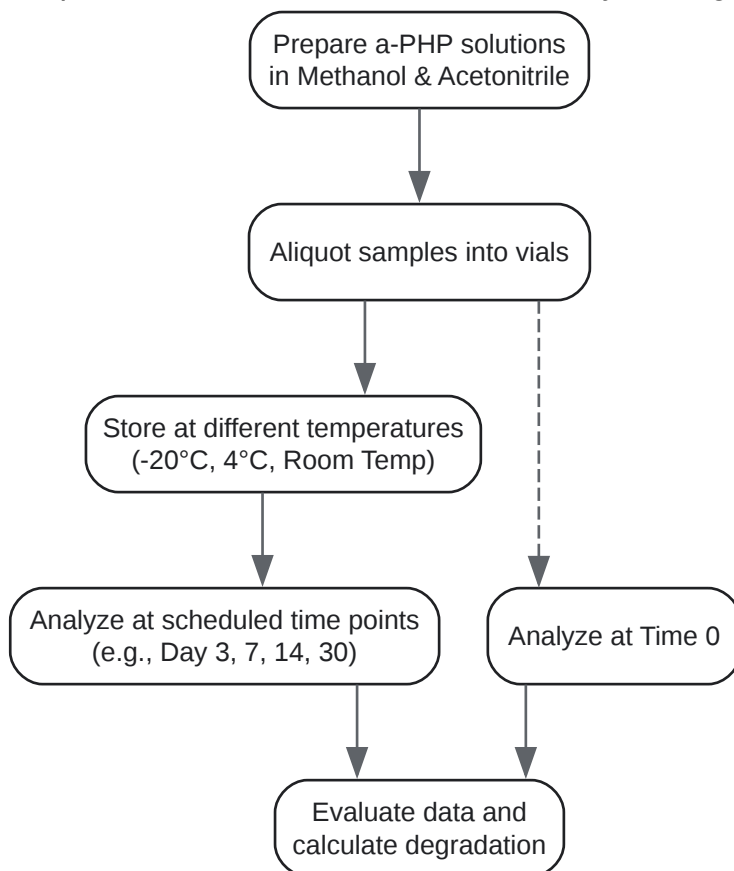 Prepare a-PHP solutions
in Methanol & Acetonitrile
Aliquot samples into vials
Store at different temperatures
(-20°C, 4°C, Room Temp)
Analyze at scheduled time points
(e.g., Day 3, 7, 14, 30)
Analyze at Time 0
Evaluate data and
calculate degradation